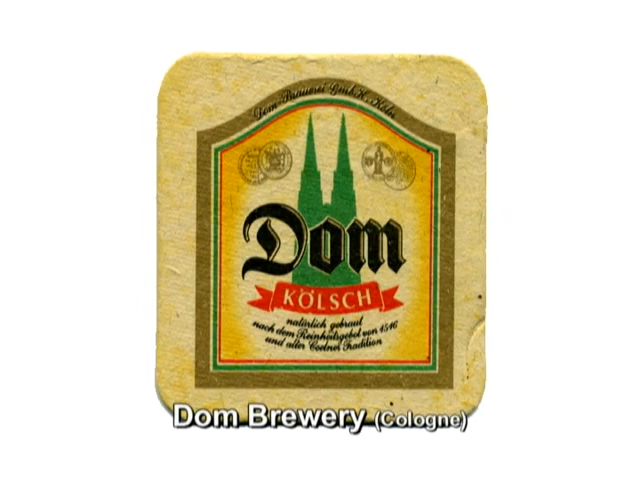 Dom-Brauerei GmbH. Köln
Dom
KÖLSCH
natürlich gebraut
nach dem Reinheitsgebot von 1516
und alter Coelner Tradition
Dom Brewery (Cologne)